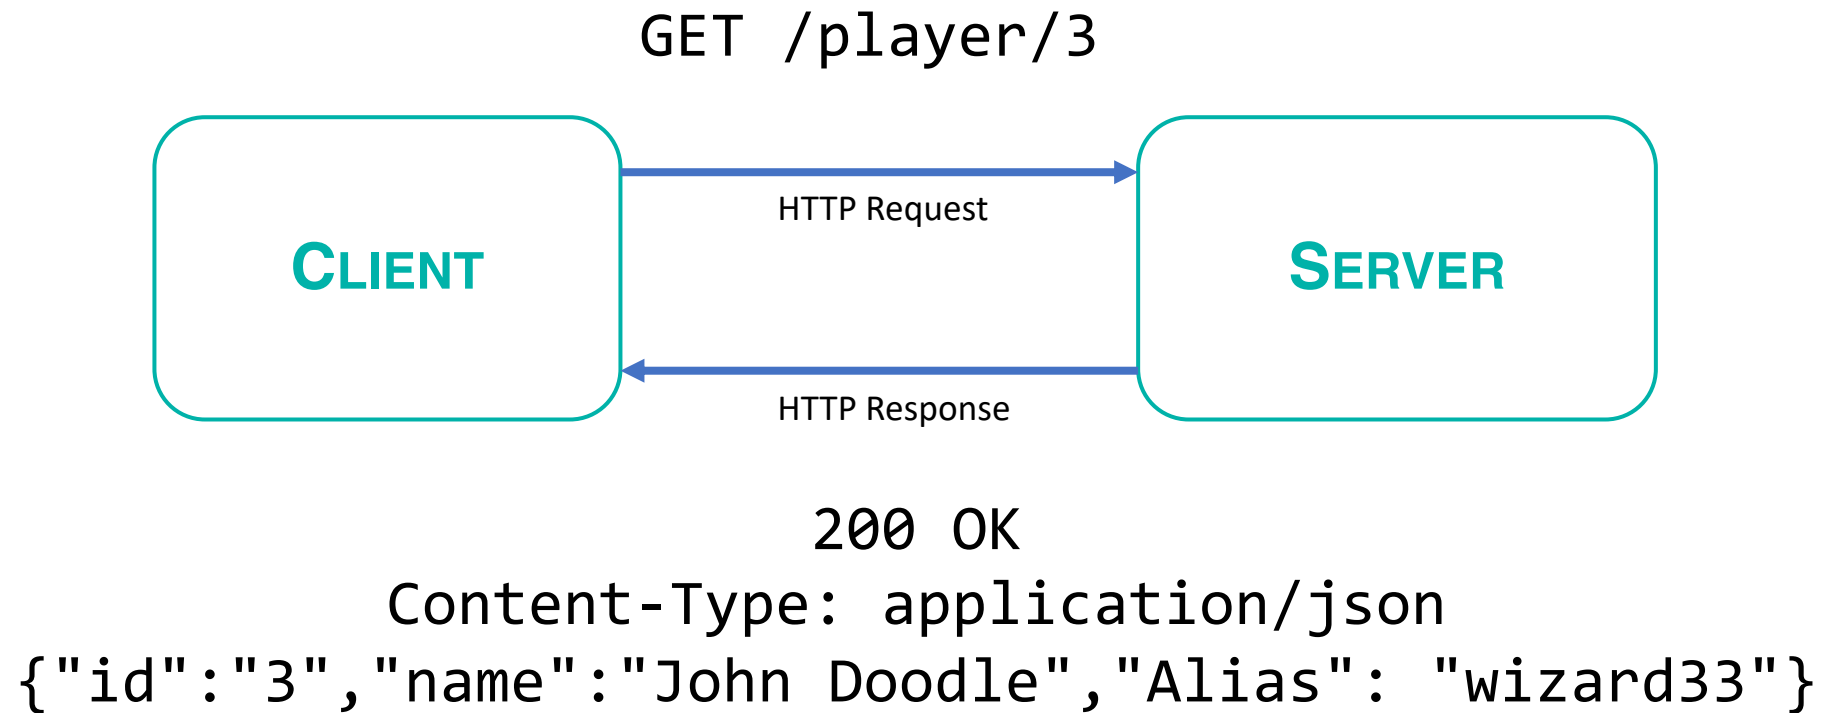 GET /player/3
HTTP Request
CLIENT
SERVER
HTTP Response
200 OK
Content-Type: application/json
{"id":"3","name":"John Doodle","Alias": "wizard33"}